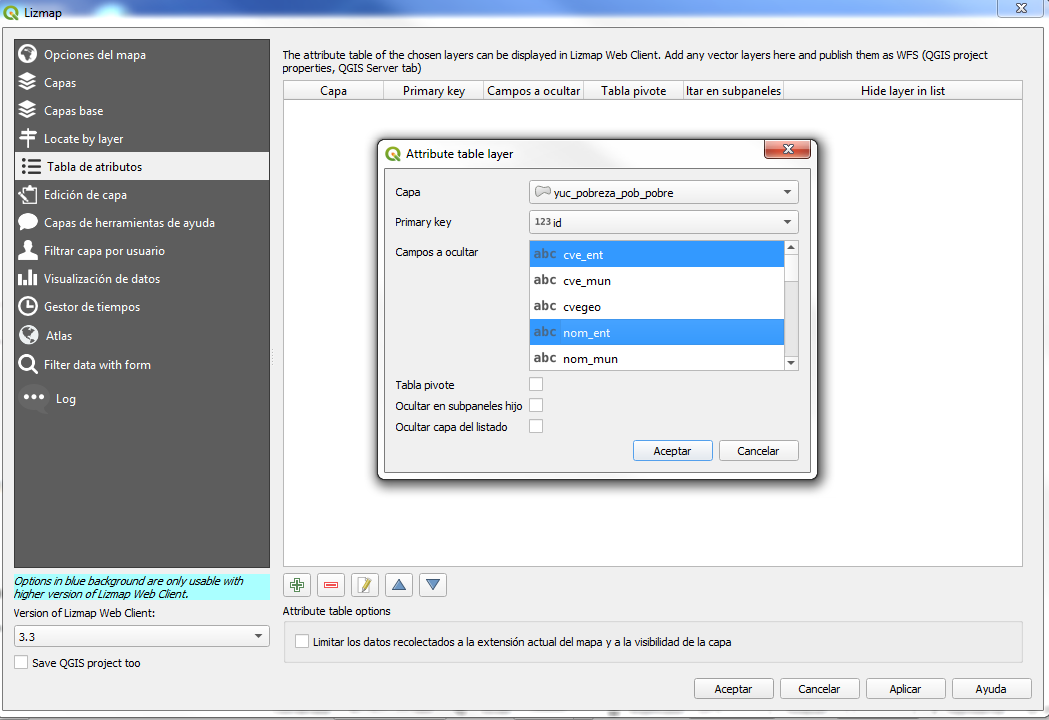 Lizmap
Opciones del mapa
Capas
Capas base
Locate by layer
Tabla de atributos
Edición de capa
Capas de herramientas de ayuda
Filtrar capa por usuario
Visualización de datos
Gestor de tiempos
Atlas
Filter data with form
Log
Options in blue background are only usable with
higher version of Lizmap Web Client.
Version of Lizmap Web Client:
3.3
Save QGIS project too
The attribute table of the chosen layers can be displayed in Lizmap Web Client. Add any vector layers here and publish them as WFS (QGIS project
properties, QGIS Server tab)
Capa Primary key Campos a ocultar Tabla pivote ltar en subpaneles Hide layer in list
Attribute table layer
Capa yuc_pobreza_pob_pobre
Primary key 123 id
Campos a ocultar
abc cve_ent
abc cve_mun
abc cvegeo
abc nom_ent
abc nom_mun
Tabla pivote
Ocultar en subpaneles hijo
Ocultar capa del listado
Aceptar Cancelar
Attribute table options
Limitar los datos recolectados a la extensión actual del mapa y a la visibilidad de la capa
Aceptar Cancelar Aplicar Ayuda